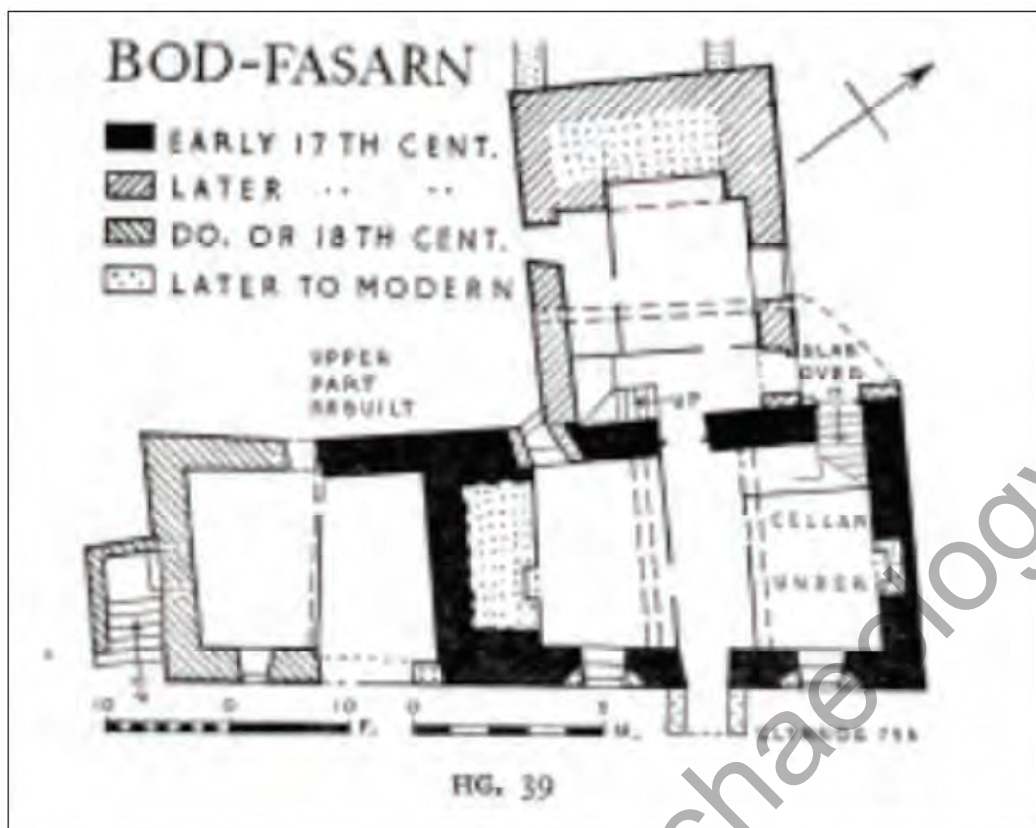 BOD-FASARN
EARLY 17TH CENT.
LATER ·· ··
DO. OR 18TH CENT.
LATER TO MODERN
UPPER
PART
REBUILT
SLAB
OVER
UP
CELLAR
UNDER
10 0 10 F.
0 5 M.
FIG. 39
chaeology